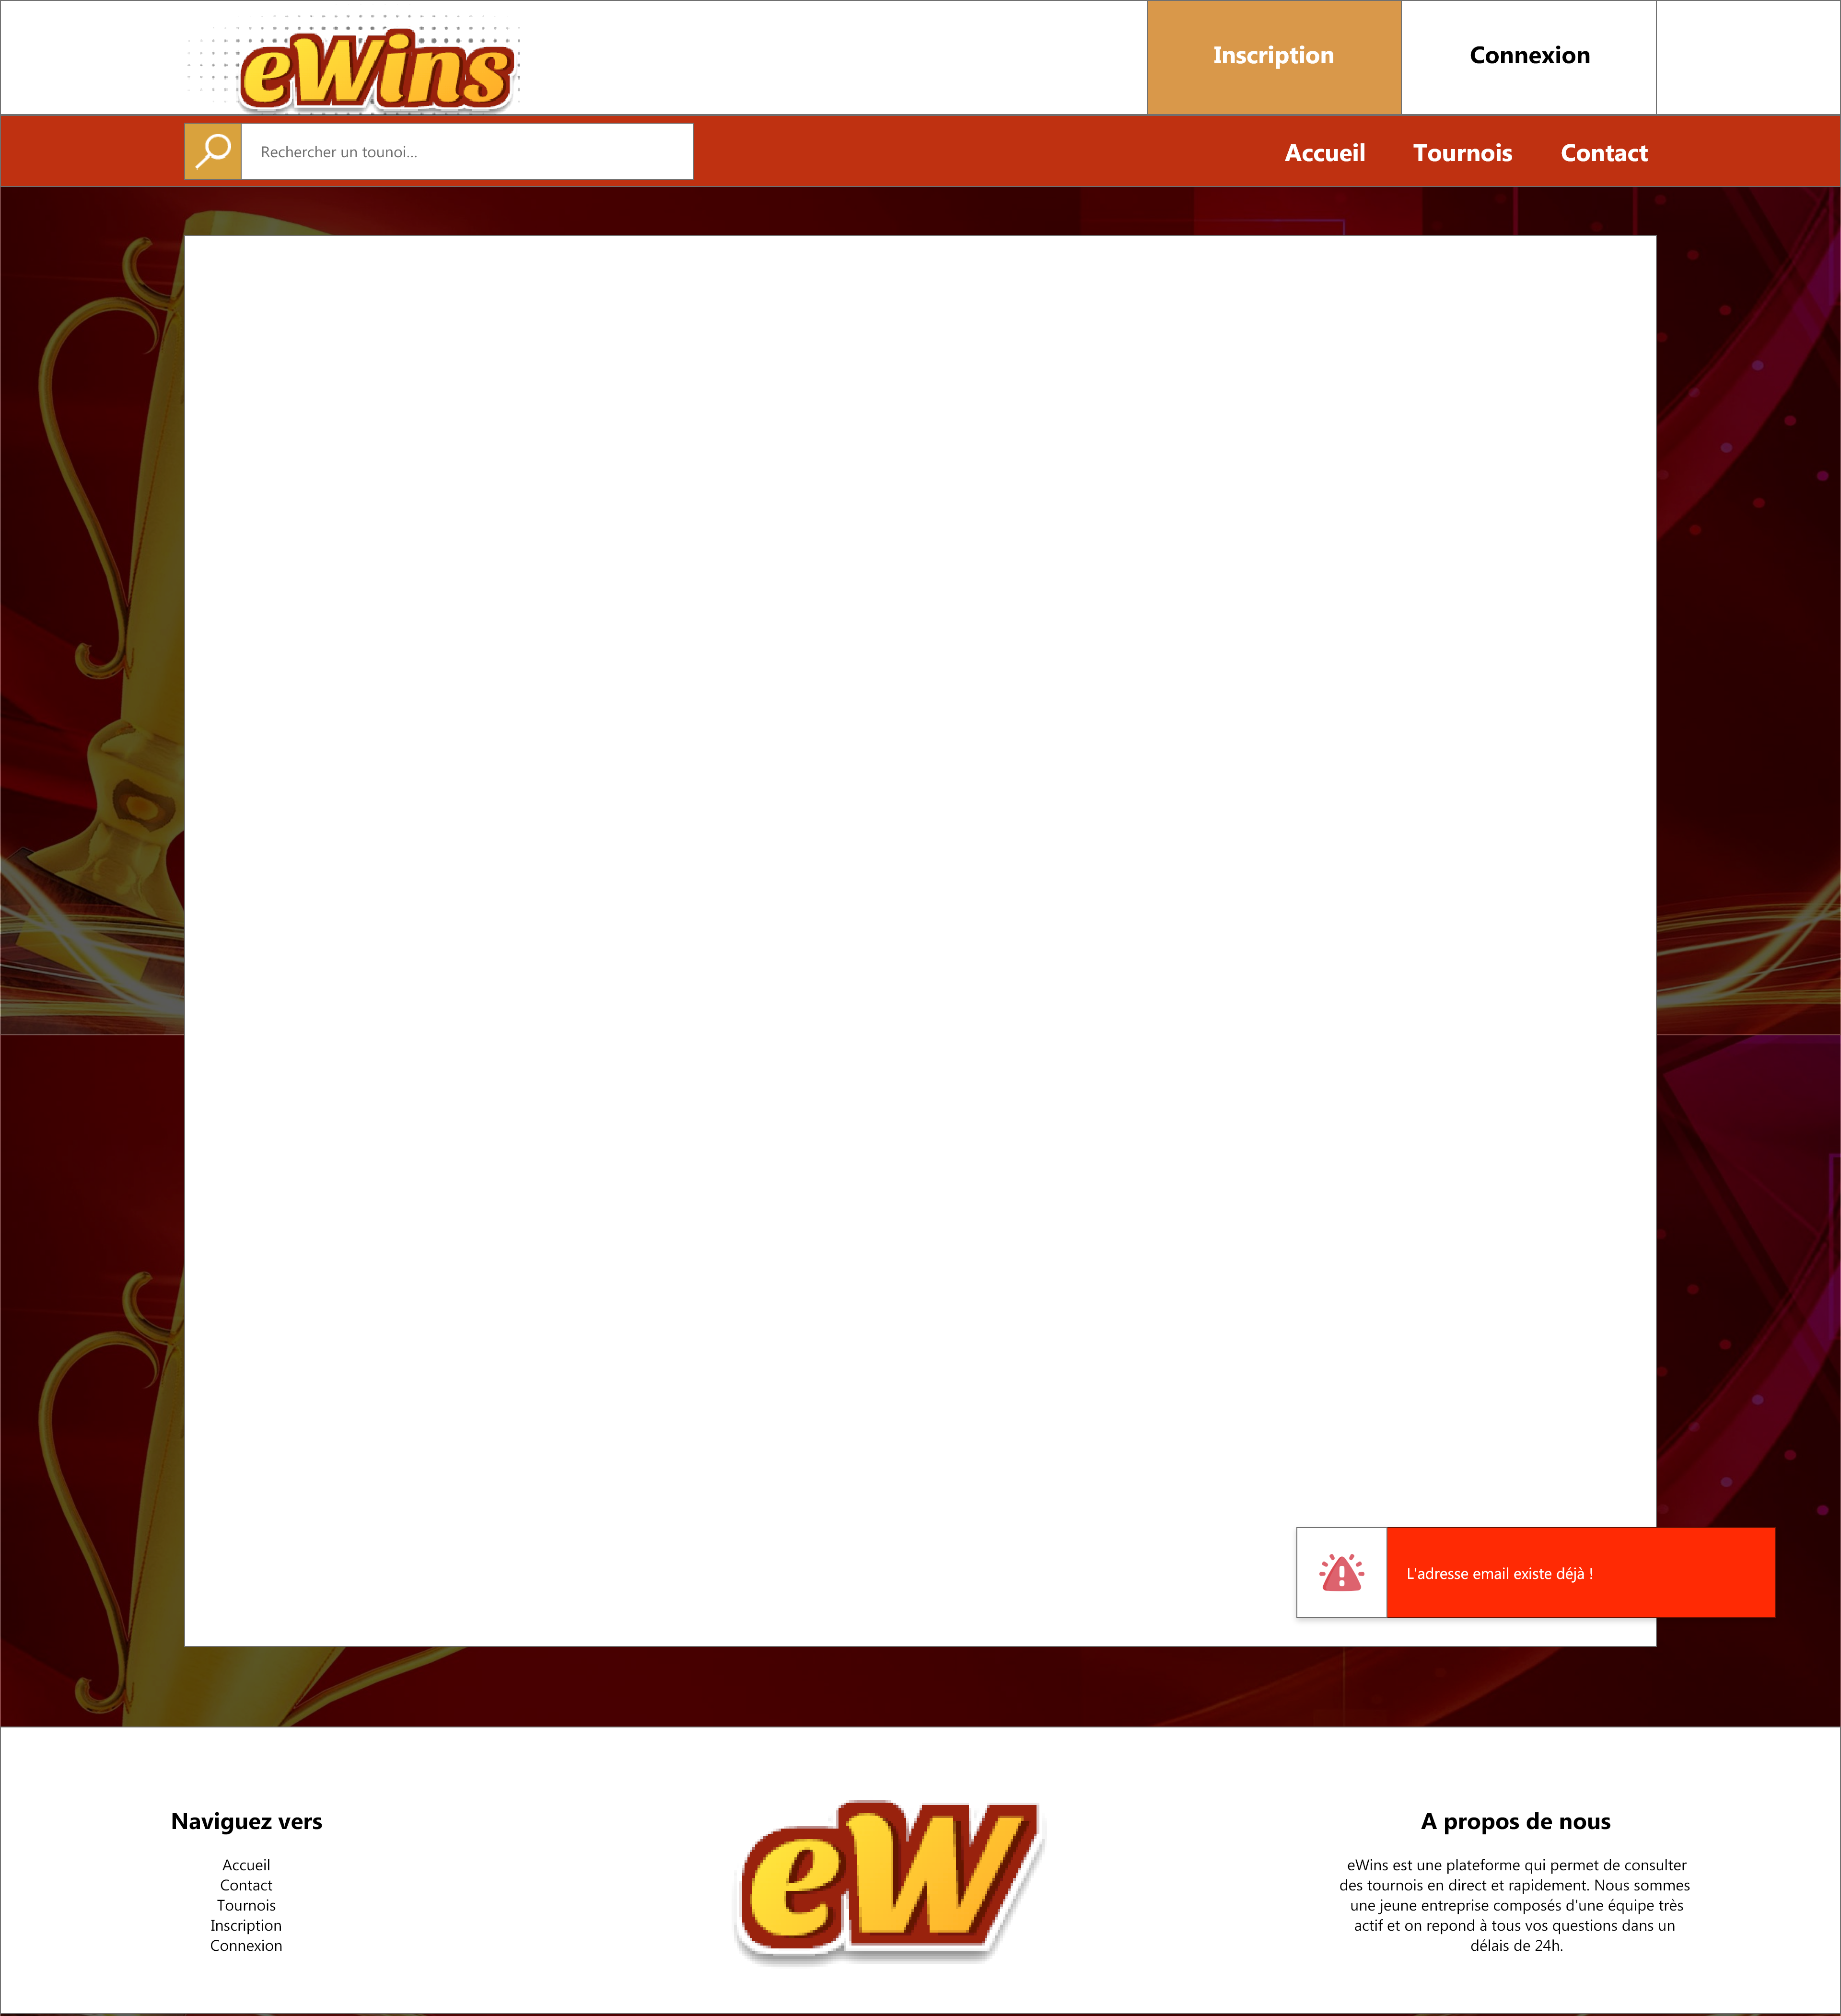 eWins
Inscription
Connexion
Rechercher un tounoi...
Accueil
Tournois
Contact
L'adresse email existe déjà !
Naviguez vers
Accueil
Contact
Tournois
Inscription
Connexion
eW
A propos de nous
eWins est une plateforme qui permet de consulter
des tournois en direct et rapidement. Nous sommes
une jeune entreprise composés d'une équipe très
actif et on repond à tous vos questions dans un
délais de 24h.